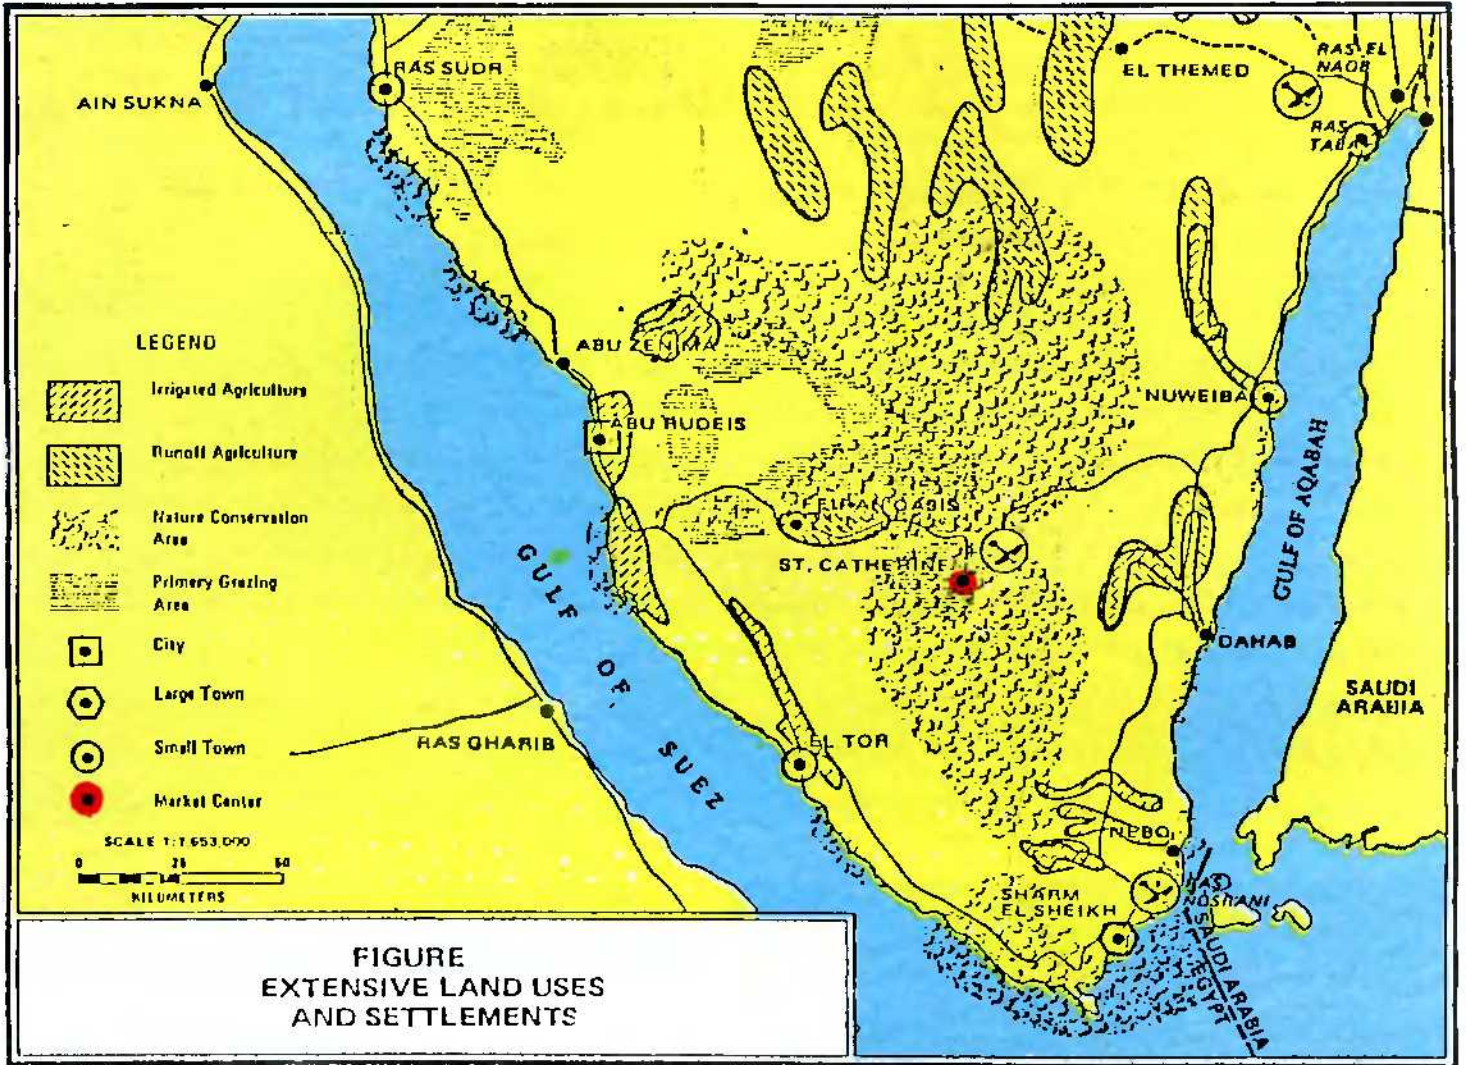 RAS SUDR
AIN SUKNA
EL THEMED
RAS EL
NAQB
RAS
TABA
LEGEND
Irrigated Agriculture
Runoff Agriculture
Nature Conservation
Area
Primery Grazing
Area
City
Large Town
Small Town
Market Center
SCALE 1:1,653,000
0 25 50
KILOMETERS
ABU ZENIMA
ABU RUDEIS
NUWEIBA
FIRAN OASIS
ST. CATHERINE
GULF OF AQABAH
GULF OF SUEZ
DAHAB
SAUDI
ARABIA
RAS GHARIB
EL TOR
NEBQ
SHARM
EL SHEIKH
RAS
NOSRANI
SAUDI ARABIA
EGYPT
FIGURE
EXTENSIVE LAND USES
AND SETTLEMENTS